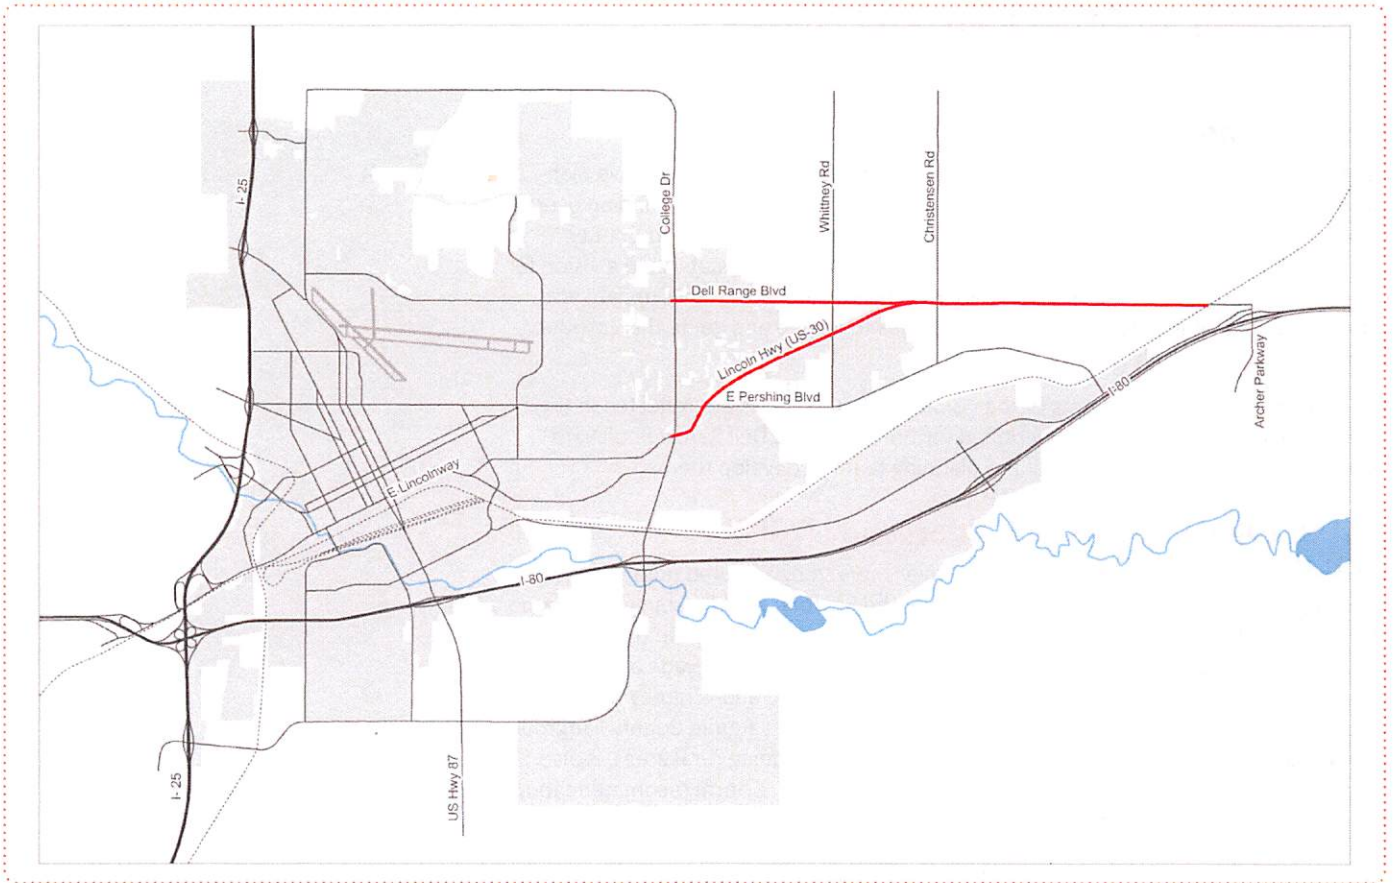 I- 25
College Dr
Whittney Rd
Christensen Rd
Dell Range Blvd
Lincoln Hwy (US-30)
E Pershing Blvd
I-80
Archer Parkway
E Lincolnway
I-80
I- 25
US Hwy 87